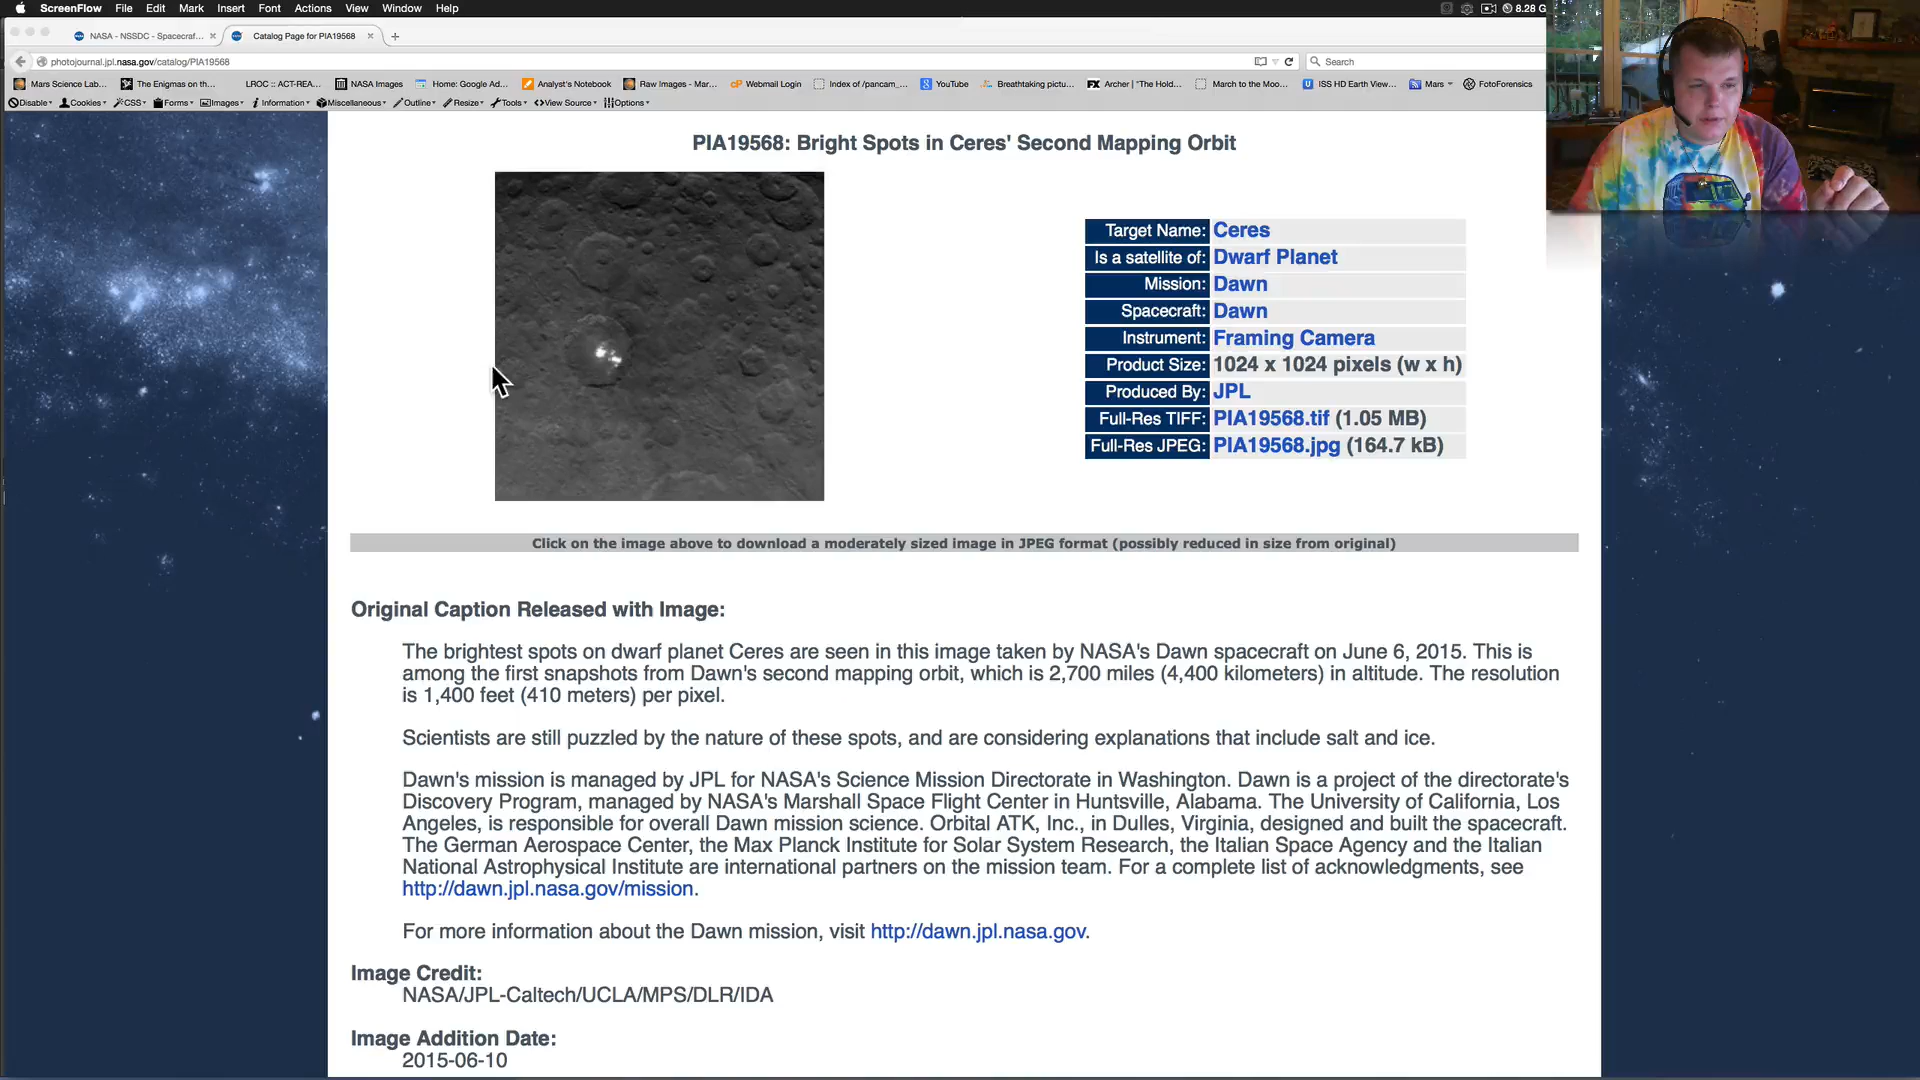 ScreenFlow File Edit Mark Insert Font Actions View Window Help 8.28 G
NASA - NSSDC - Spacecraf... Catalog Page for PIA19568
photojournal.jpl.nasa.gov/catalog/PIA19568 Search
Mars Science Lab... The Enigmas on th... LROC :: ACT-REA... NASA Images Home: Google Ad... Analyst's Notebook Raw Images - Mar... Webmail Login Index of /pancam_... YouTube Breathtaking pictu... Archer | "The Hold... March to the Moo... ISS HD Earth View... Mars FotoForensics
Disable Cookies CSS Forms Images Information Miscellaneous Outline Resize Tools View Source Options
PIA19568: Bright Spots in Ceres' Second Mapping Orbit
Target Name: Ceres
Is a satellite of: Dwarf Planet
Mission: Dawn
Spacecraft: Dawn
Instrument: Framing Camera
Product Size: 1024 x 1024 pixels (w x h)
Produced By: JPL
Full-Res TIFF: PIA19568.tif (1.05 MB)
Full-Res JPEG: PIA19568.jpg (164.7 kB)
Click on the image above to download a moderately sized image in JPEG format (possibly reduced in size from original)
Original Caption Released with Image:
The brightest spots on dwarf planet Ceres are seen in this image taken by NASA's Dawn spacecraft on June 6, 2015. This is
among the first snapshots from Dawn's second mapping orbit, which is 2,700 miles (4,400 kilometers) in altitude. The resolution
is 1,400 feet (410 meters) per pixel.
Scientists are still puzzled by the nature of these spots, and are considering explanations that include salt and ice.
Dawn's mission is managed by JPL for NASA's Science Mission Directorate in Washington. Dawn is a project of the directorate's
Discovery Program, managed by NASA's Marshall Space Flight Center in Huntsville, Alabama. The University of California, Los
Angeles, is responsible for overall Dawn mission science. Orbital ATK, Inc., in Dulles, Virginia, designed and built the spacecraft.
The German Aerospace Center, the Max Planck Institute for Solar System Research, the Italian Space Agency and the Italian
National Astrophysical Institute are international partners on the mission team. For a complete list of acknowledgments, see
http://dawn.jpl.nasa.gov/mission.
For more information about the Dawn mission, visit http://dawn.jpl.nasa.gov.
Image Credit:
NASA/JPL-Caltech/UCLA/MPS/DLR/IDA
Image Addition Date:
2015-06-10